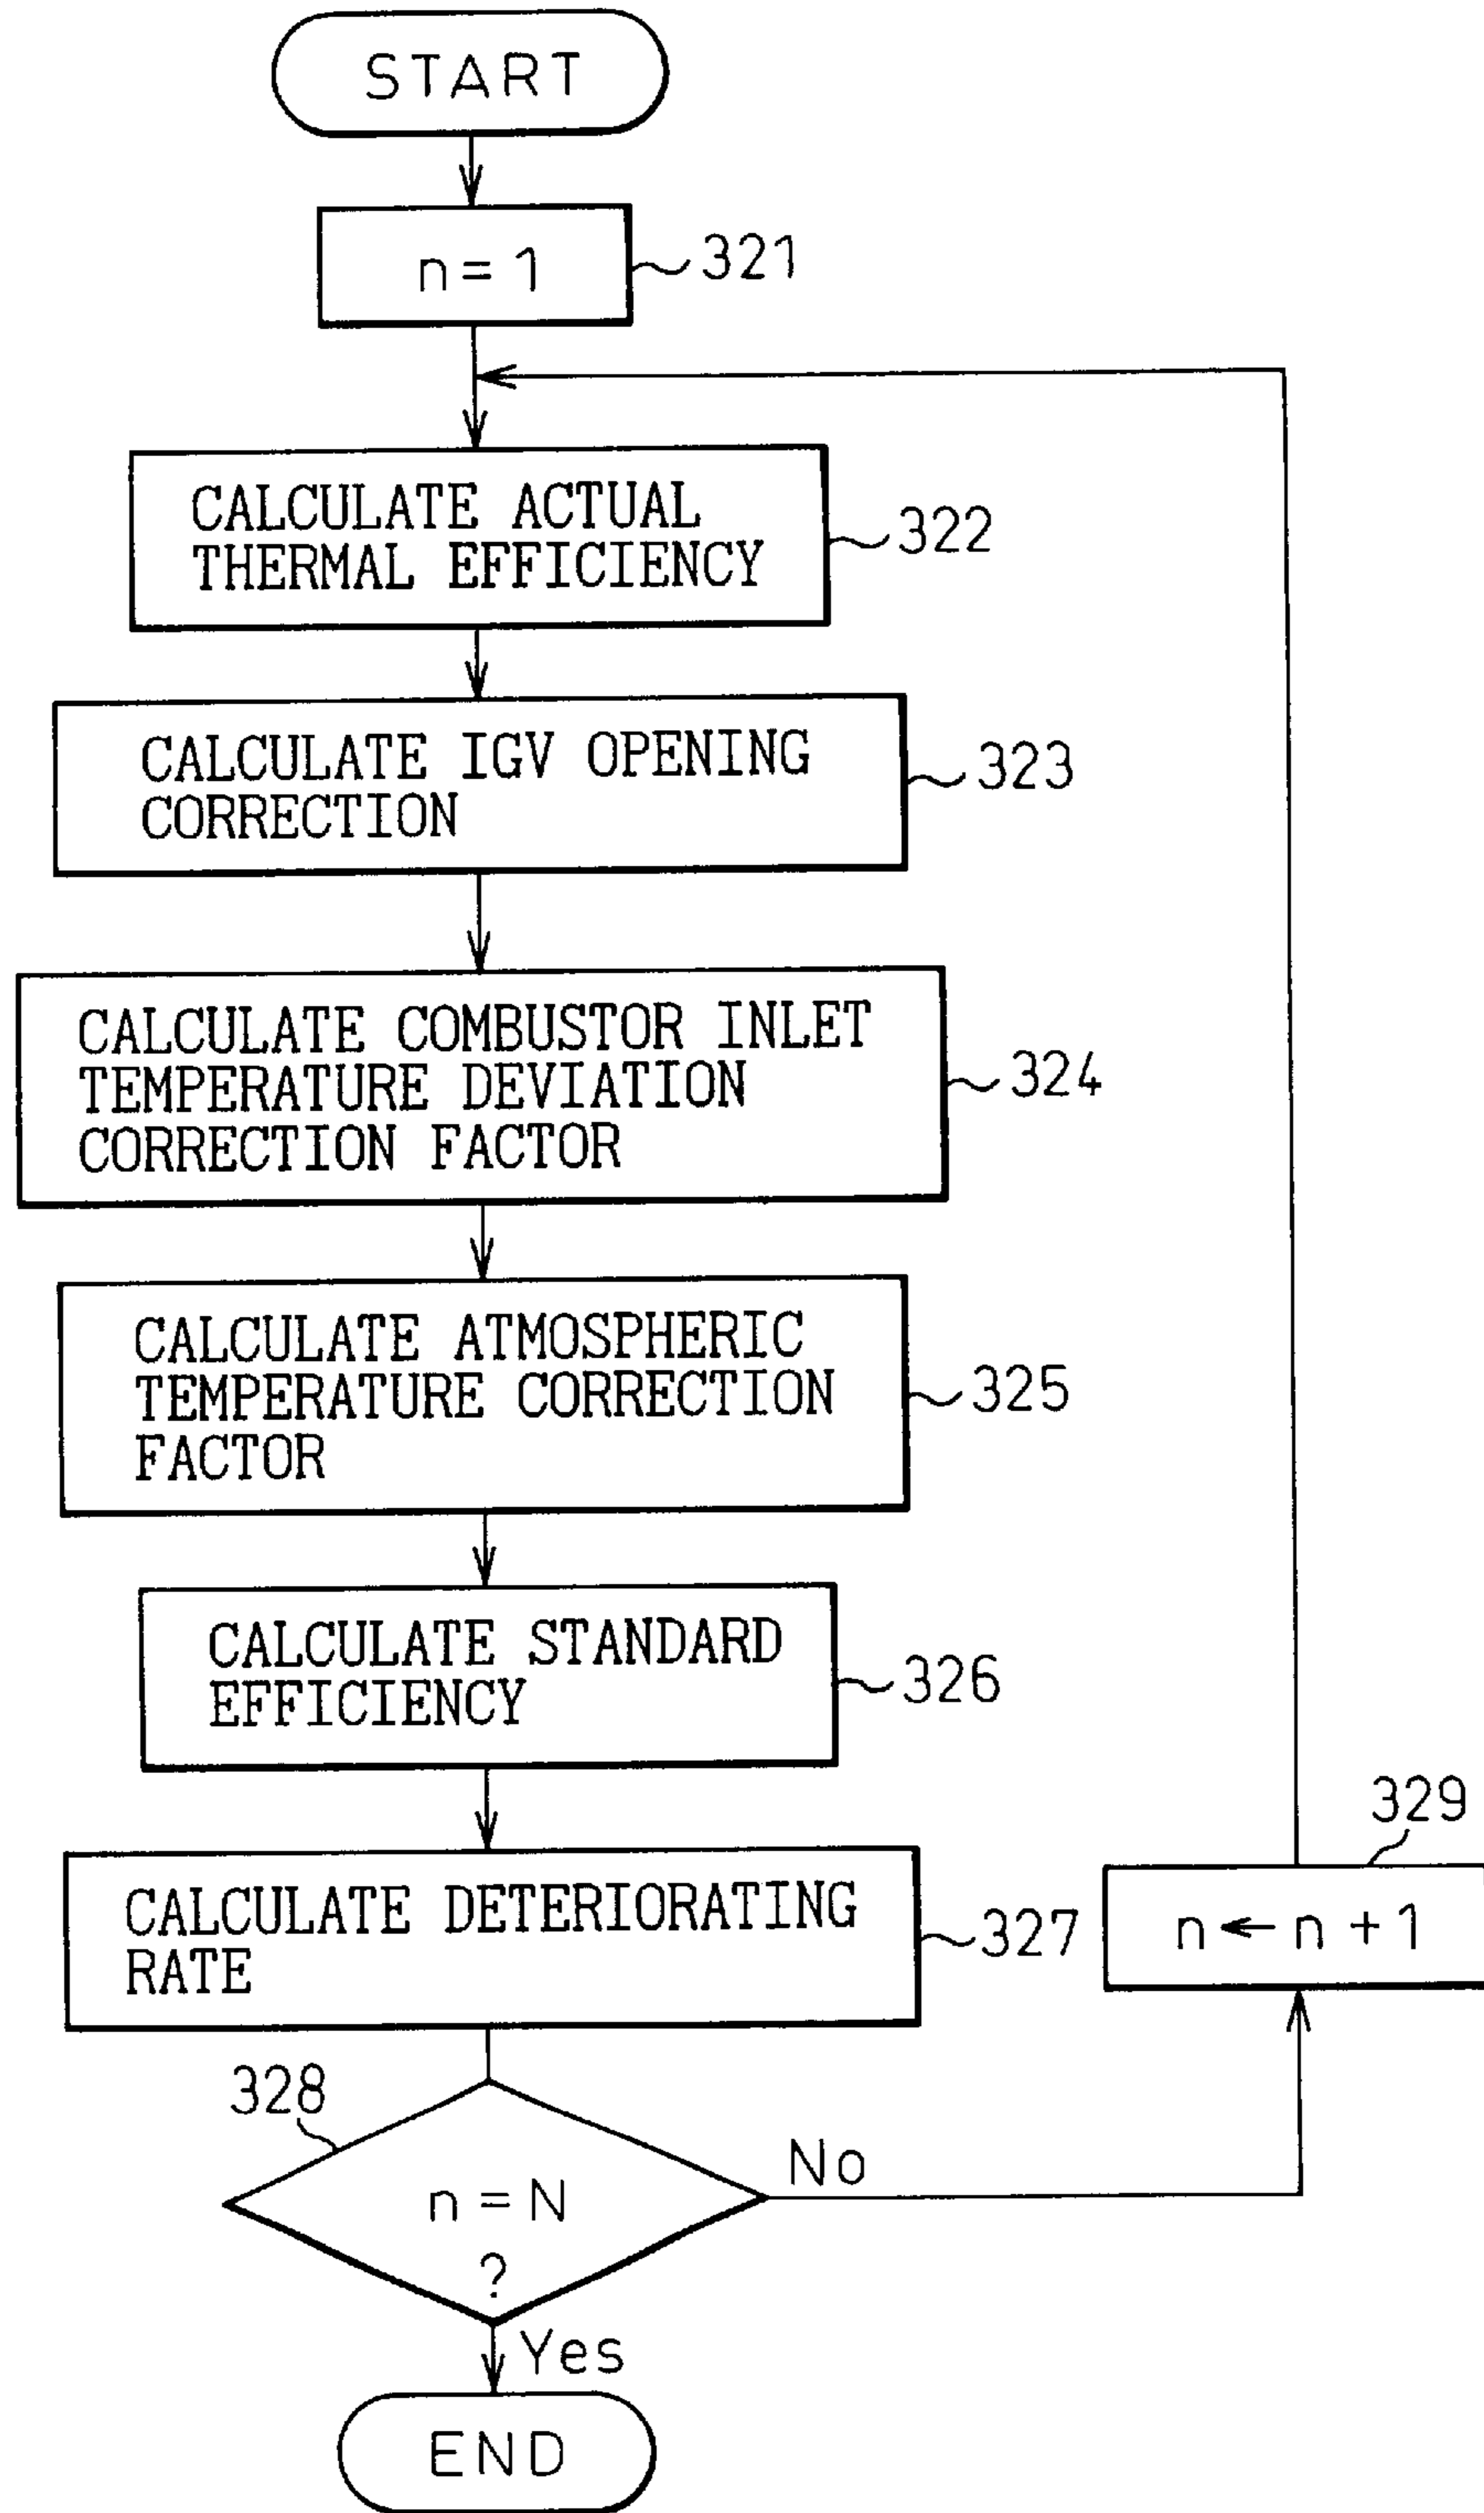 START
n = 1
321
CALCULATE ACTUAL
THERMAL EFFICIENCY
322
CALCULATE IGV OPENING
CORRECTION
323
CALCULATE COMBUSTOR INLET
TEMPERATURE DEVIATION
CORRECTION FACTOR
324
CALCULATE ATMOSPHERIC
TEMPERATURE CORRECTION
FACTOR
325
CALCULATE STANDARD
EFFICIENCY
326
CALCULATE DETERIORATING
RATE
327
329
n ← n + 1
328
n = N
?
No
Yes
END